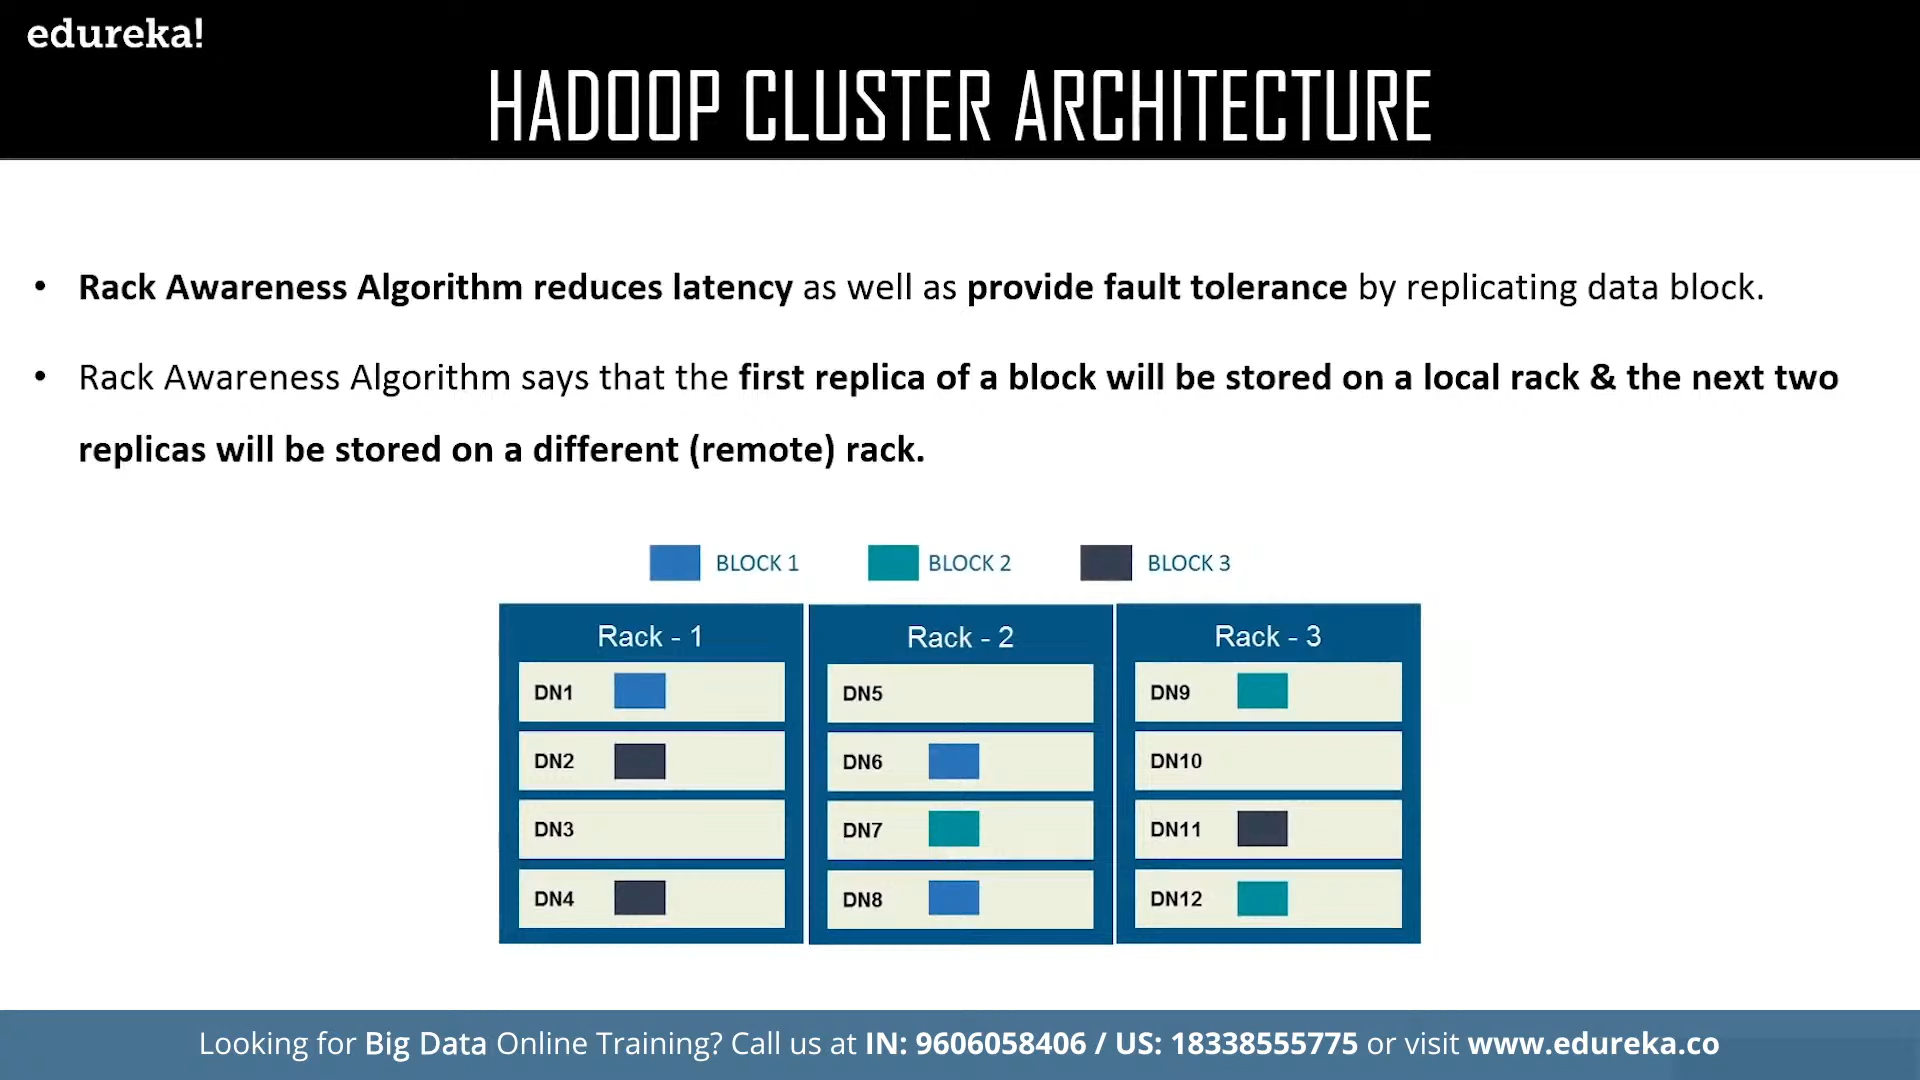 edureka!
HADOOP CLUSTER ARCHITECTURE
• Rack Awareness Algorithm reduces latency as well as provide fault tolerance by replicating data block.
• Rack Awareness Algorithm says that the first replica of a block will be stored on a local rack & the next two
replicas will be stored on a different (remote) rack.
BLOCK 1 BLOCK 2 BLOCK 3
Rack - 1
DN1
DN2
DN3
DN4
Rack - 2
DN5
DN6
DN7
DN8
Rack - 3
DN9
DN10
DN11
DN12
Looking for Big Data Online Training? Call us at IN: 9606058406 / US: 18338555775 or visit www.edureka.co